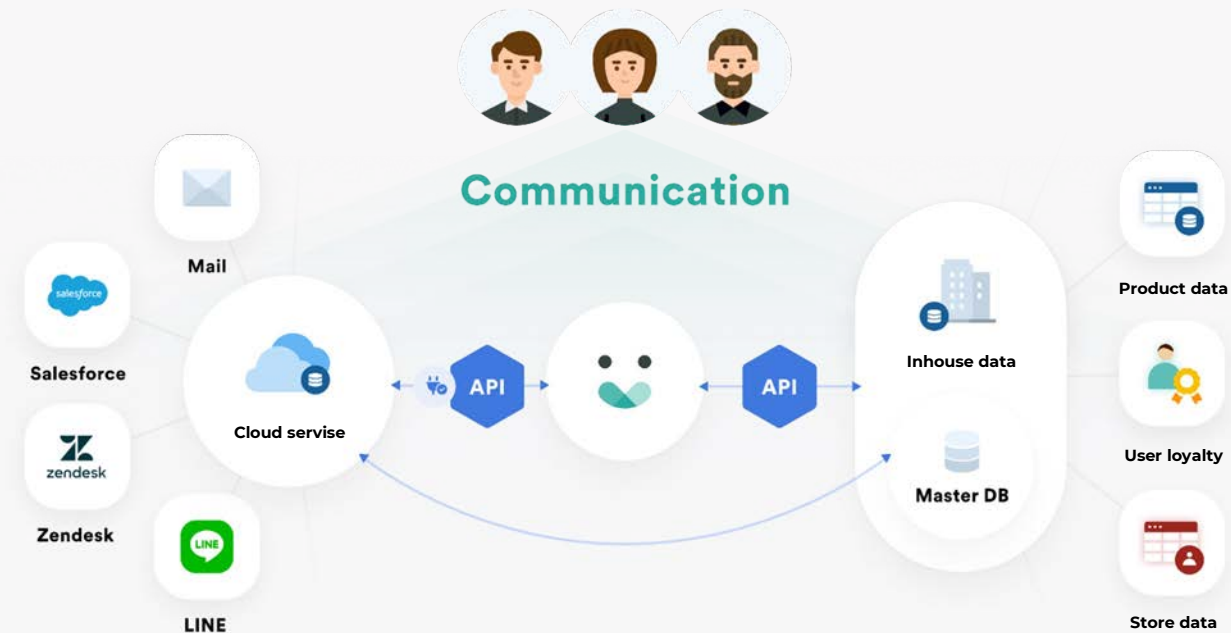 Communication
Mail
salesforce
Salesforce
zendesk
Zendesk
LINE
LINE
Cloud servise
API
API
Inhouse data
Master DB
Product data
User loyalty
Store data